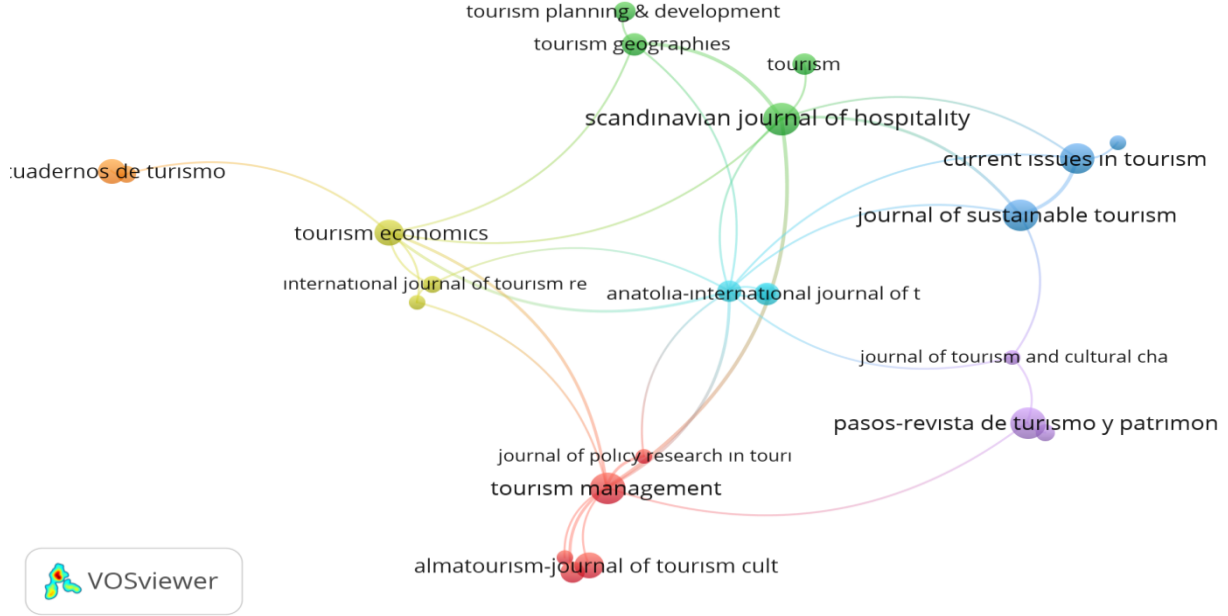 tourism planning & development
tourism geographies
tourism
scandinavian journal of hospitality
current issues in tourism
cuadernos de turismo
journal of sustainable tourism
tourism economics
international journal of tourism re
anatolia-international journal of t
journal of tourism and cultural cha
pasos-revista de turismo y patrimon
journal of policy research in touri
tourism management
almatourism-journal of tourism cult
VOSviewer